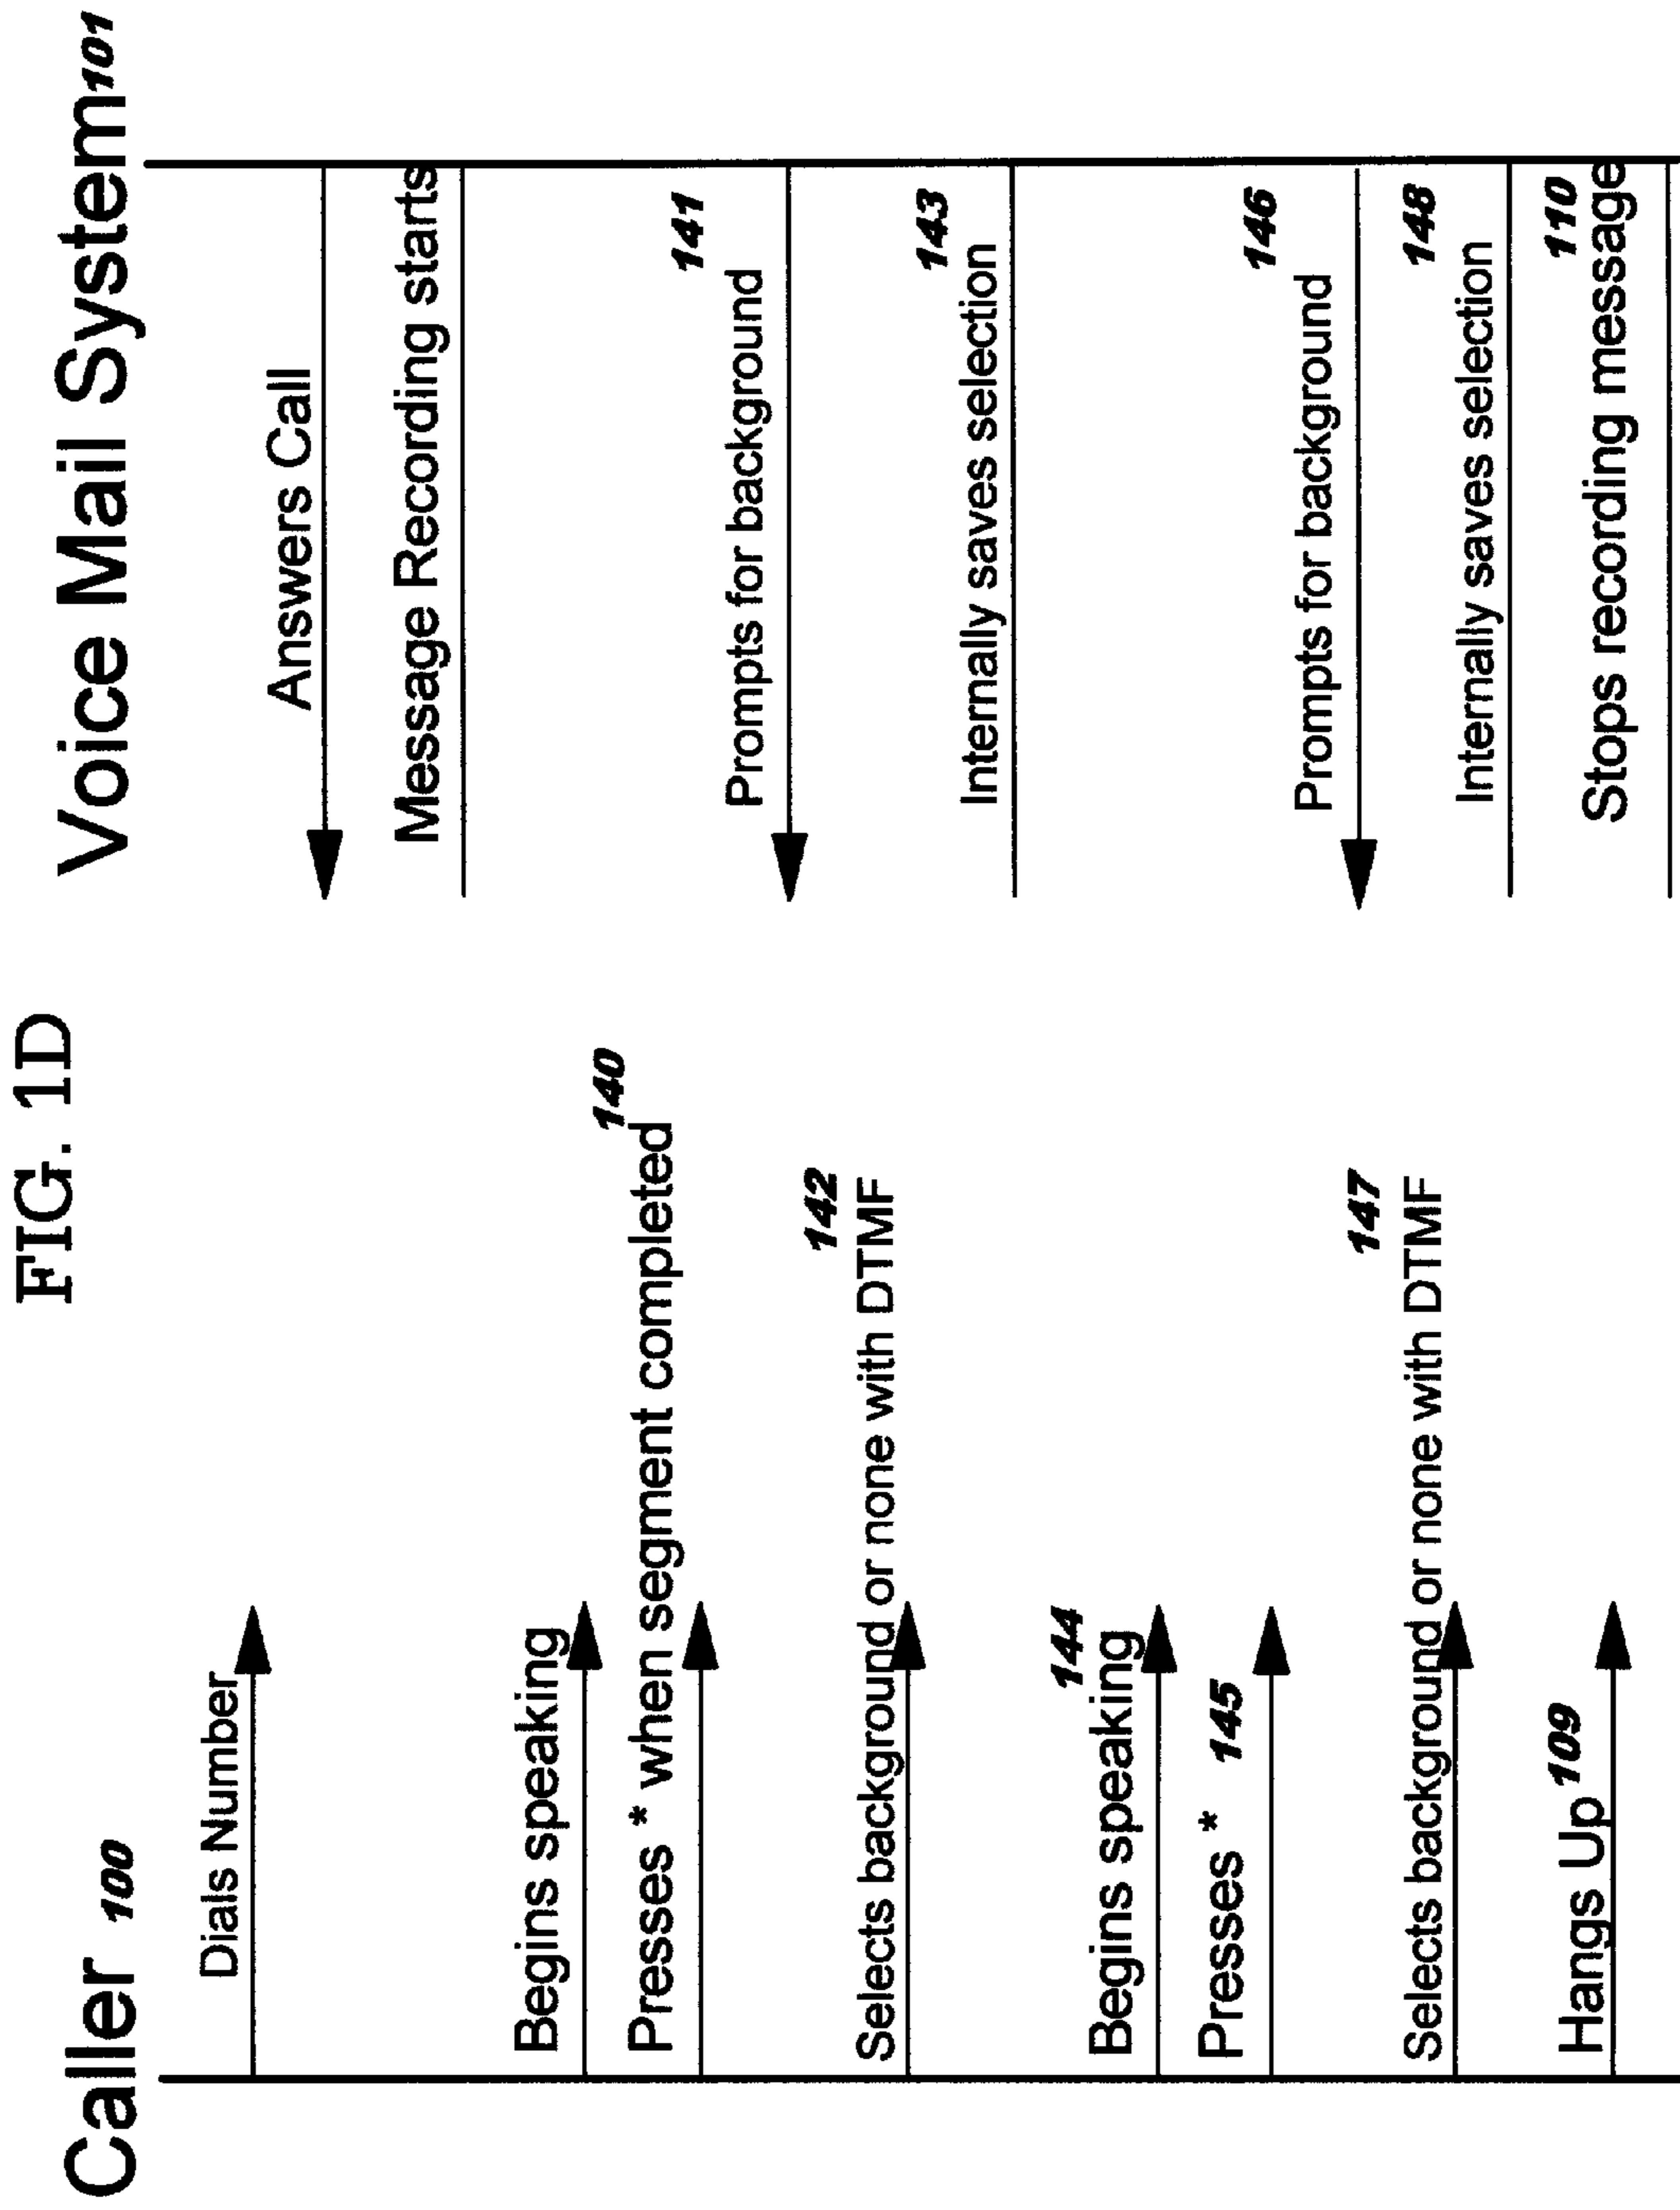 FIG. 1D
Caller 100
Voice Mail System 101
Dials Number
Answers Call
Message Recording starts
Begins speaking
140
Presses * when segment completed
141
Prompts for background
142
Selects background or none with DTMF
143
Internally saves selection
144
Begins speaking
Presses * 145
146
Prompts for background
147
Selects background or none with DTMF
148
Internally saves selection
Hangs Up 109
110
Stops recording message